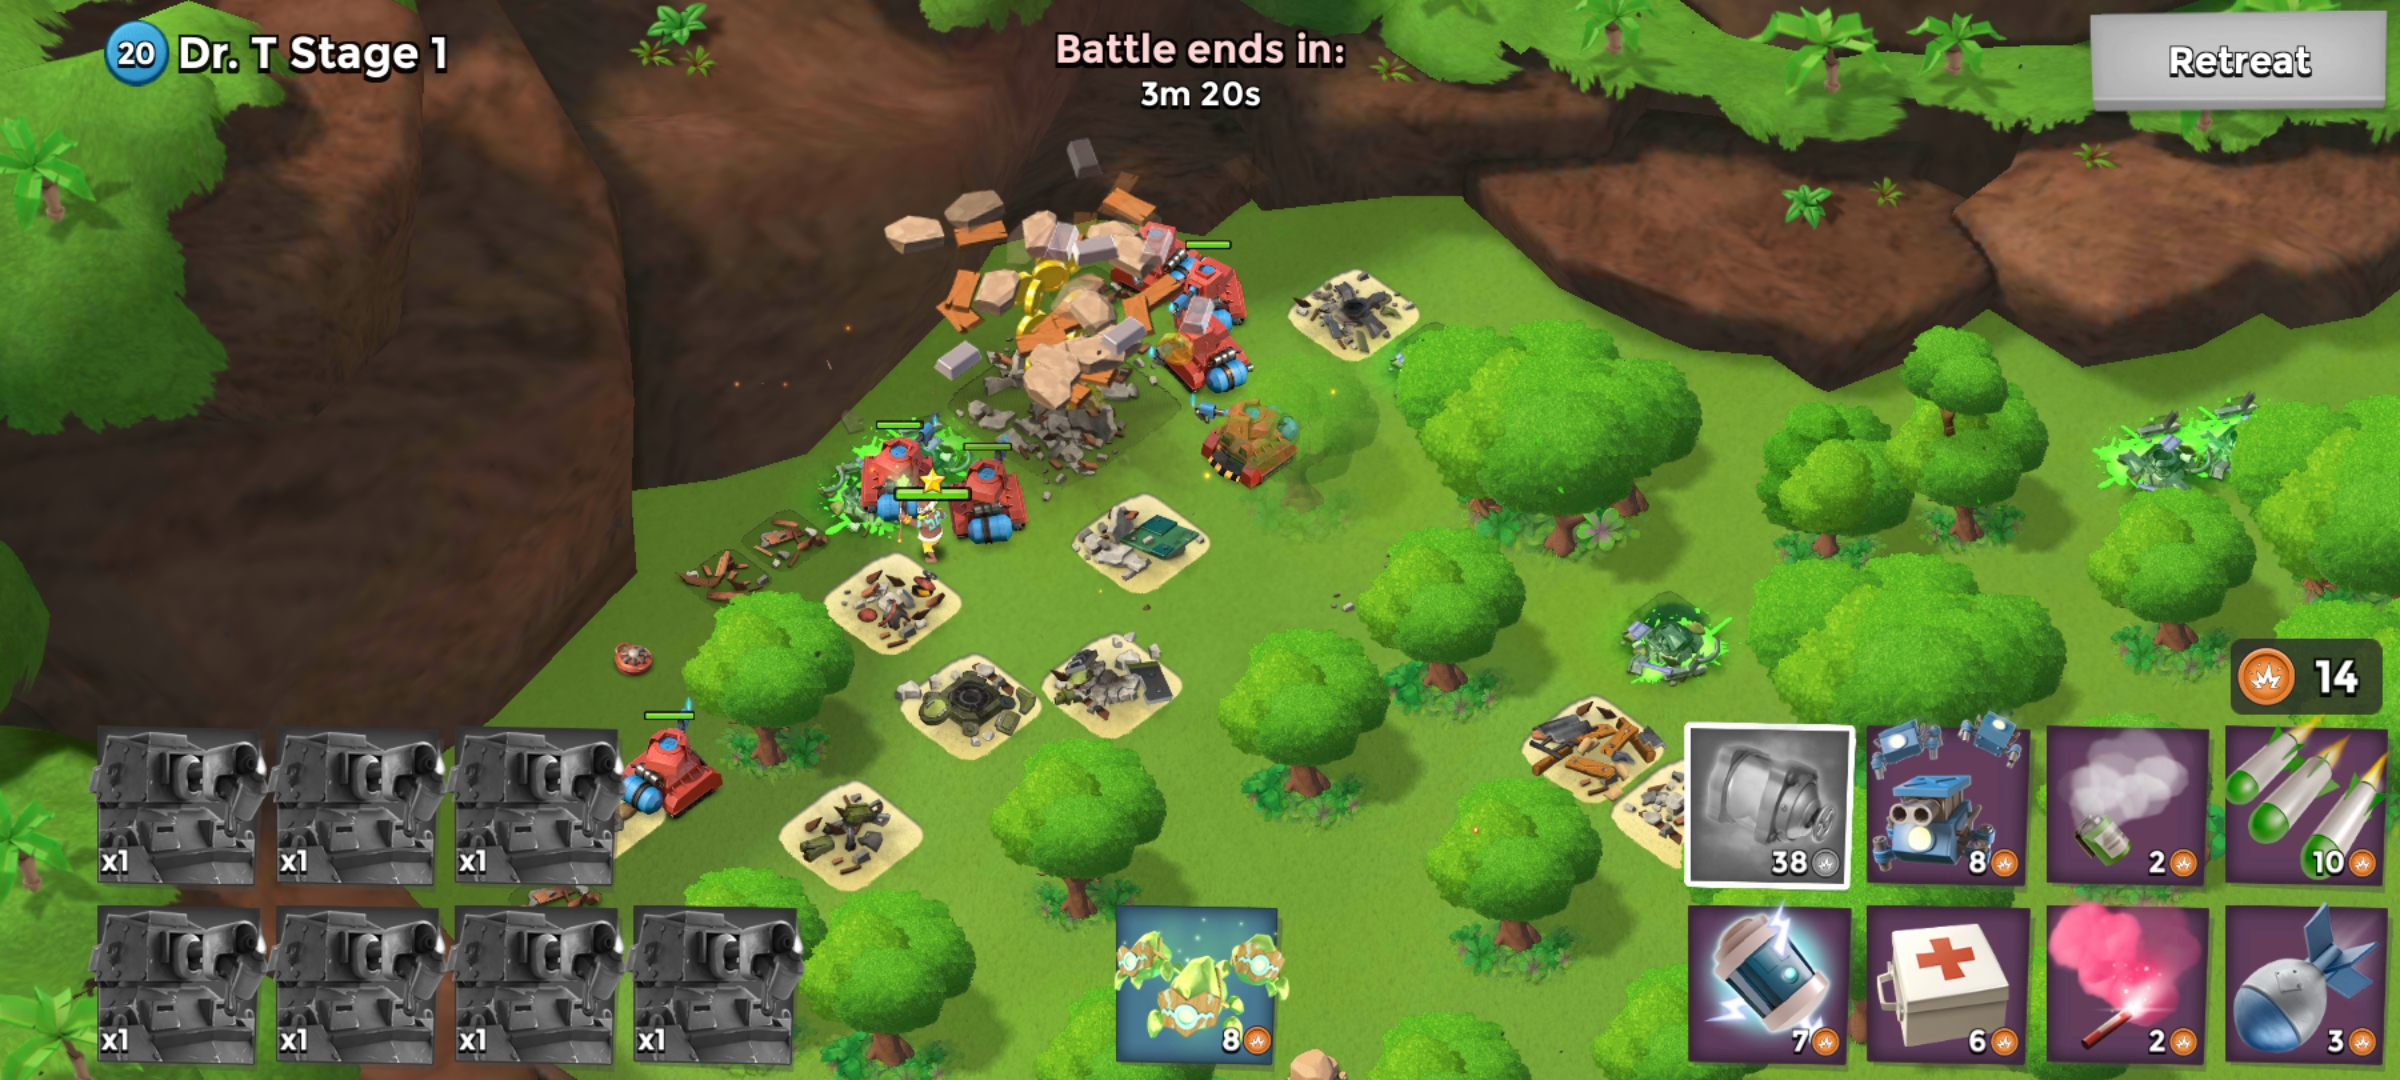 20 Dr. T Stage 1
Battle ends in:
3m 20s
Retreat
14
x1 x1 x1
38 8 2 10
x1 x1 x1 x1
8
7 6 2 3